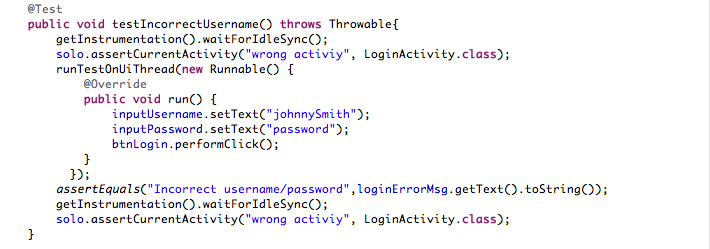 @Test
public void testIncorrectUsername() throws Throwable{
getInstrumentation().waitForIdleSync();
solo.assertCurrentActivity("wrong activiy", LoginActivity.class);
runTestOnUiThread(new Runnable() {
@Override
public void run() {
inputUsername.setText("johnnySmith");
inputPassword.setText("password");
btnLogin.performClick();
}
});
assertEquals("Incorrect username/password",loginErrorMsg.getText().toString());
getInstrumentation().waitForIdleSync();
solo.assertCurrentActivity("wrong activiy", LoginActivity.class);
}